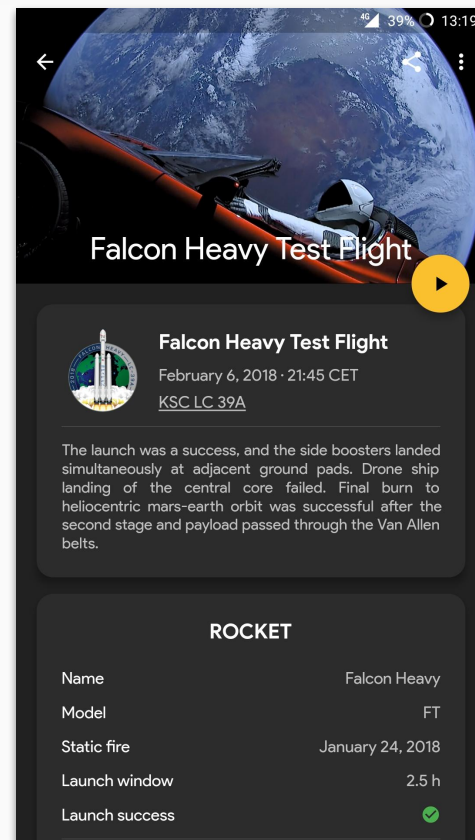 4G 39% 13:19
Falcon Heavy Test Flight
Falcon Heavy Test Flight
February 6, 2018 · 21:45 CET
KSC LC 39A
The launch was a success, and the side boosters landed
simultaneously at adjacent ground pads. Drone ship
landing of the central core failed. Final burn to
heliocentric mars-earth orbit was successful after the
second stage and payload passed through the Van Allen
belts.
ROCKET
Name Falcon Heavy
Model FT
Static fire January 24, 2018
Launch window 2.5 h
Launch success